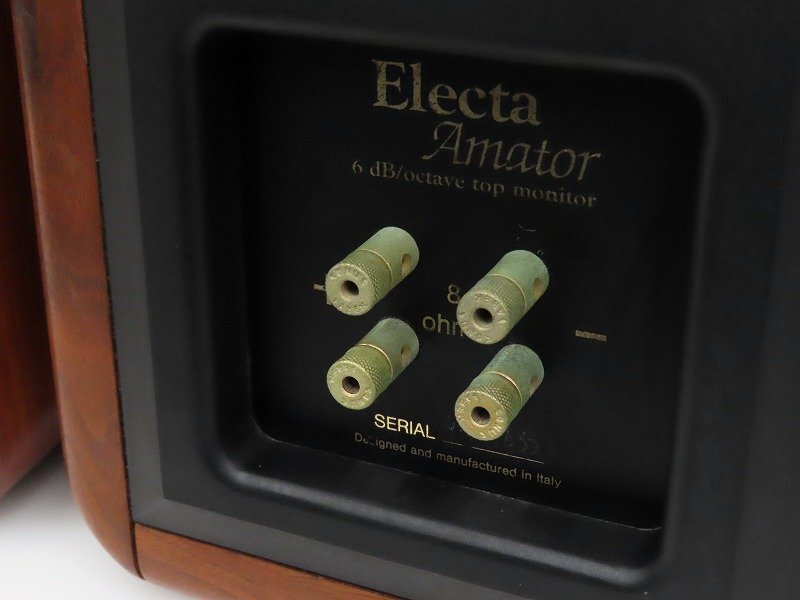 Electa
Amator
6 dB/octave top monitor
8
ohm
SERIAL
Designed and manufactured in Italy